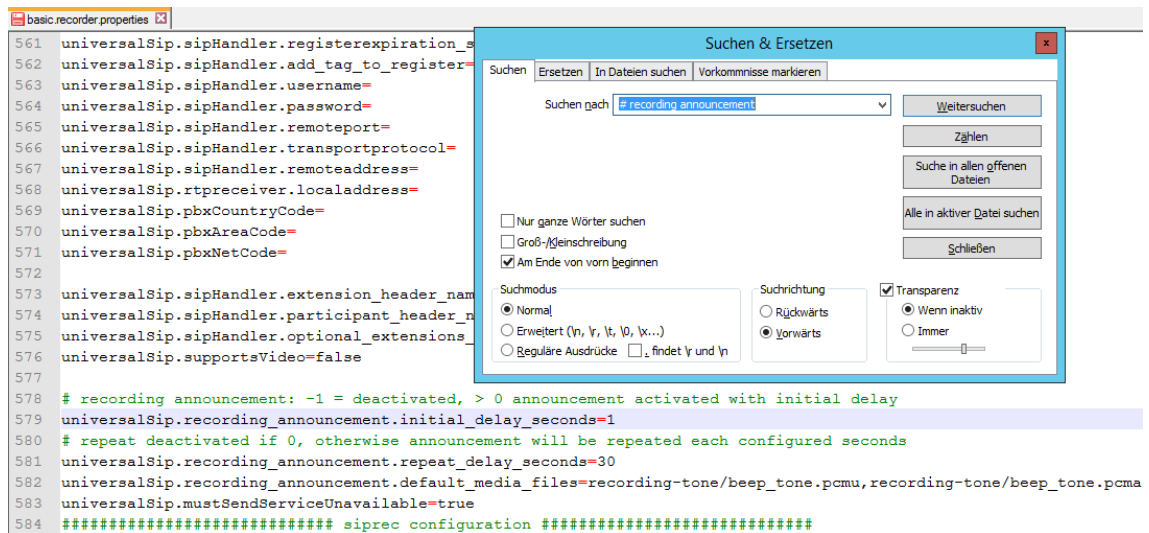 basic.recorder.properties
561 universalSip.sipHandler.registerexpiration_s
562 universalSip.sipHandler.add_tag_to_register=
563 universalSip.sipHandler.username=
564 universalSip.sipHandler.password=
565 universalSip.sipHandler.remoteport=
566 universalSip.sipHandler.transportprotocol=
567 universalSip.sipHandler.remoteaddress=
568 universalSip.rtpreceiver.localaddress=
569 universalSip.pbxCountryCode=
570 universalSip.pbxAreaCode=
571 universalSip.pbxNetCode=
572
573 universalSip.sipHandler.extension_header_nam
574 universalSip.sipHandler.participant_header_n
575 universalSip.sipHandler.optional_extensions_
576 universalSip.supportsVideo=false
577
578 # recording announcement: -1 = deactivated, > 0 announcement activated with initial delay
579 universalSip.recording_announcement.initial_delay_seconds=1
580 # repeat deactivated if 0, otherwise announcement will be repeated each configured seconds
581 universalSip.recording_announcement.repeat_delay_seconds=30
582 universalSip.recording_announcement.default_media_files=recording-tone/beep_tone.pcmu,recording-tone/beep_tone.pcma
583 universalSip.mustSendServiceUnavailable=true
584 ############################# siprec configuration #############################
Suchen & Ersetzen
x
Suchen Ersetzen In Dateien suchen Vorkommnisse markieren
Suchen nach # recording announcement
Weitersuchen
Zählen
Suche in allen offenen
Dateien
Alle in aktiver Datei suchen
Schließen
Nur ganze Wörter suchen
Groß-/Kleinschreibung
Am Ende von vorn beginnen
Suchmodus
Normal
Erweitert (\n, \r, \t, \0, \x...)
Reguläre Ausdrücke . findet \r und \n
Suchrichtung
Rückwärts
Vorwärts
Transparenz
Wenn inaktiv
Immer